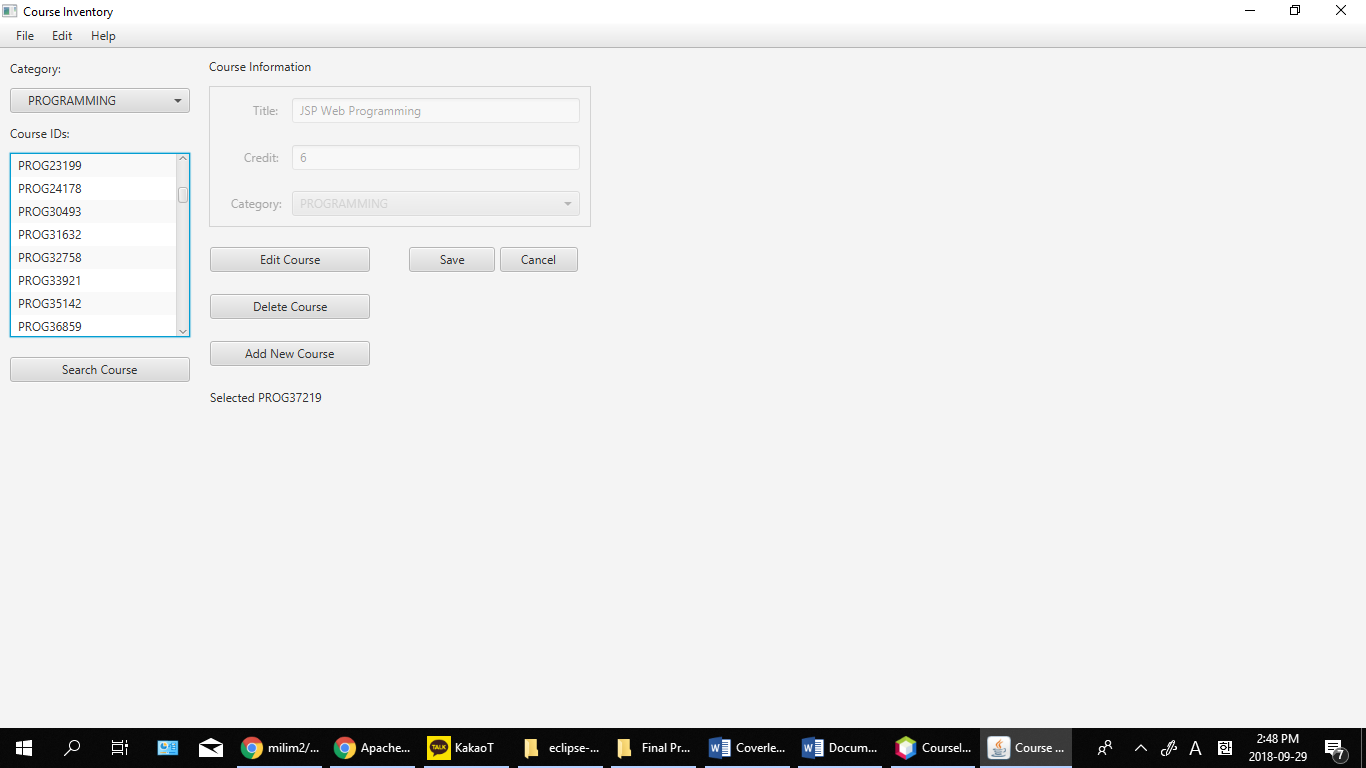 Course Inventory
File Edit Help
Category:
PROGRAMMING
Course IDs:
PROG23199
PROG24178
PROG30493
PROG31632
PROG32758
PROG33921
PROG35142
PROG36859
Search Course
Course Information
Title: JSP Web Programming
Credit: 6
Category: PROGRAMMING
Edit Course Save Cancel
Delete Course
Add New Course
Selected PROG37219
milim2/... Apache... TALK KakaoT eclipse-... Final Pr... Coverle... Docum... Coursel... Course ... A 한 2:48 PM 7
2018-09-29